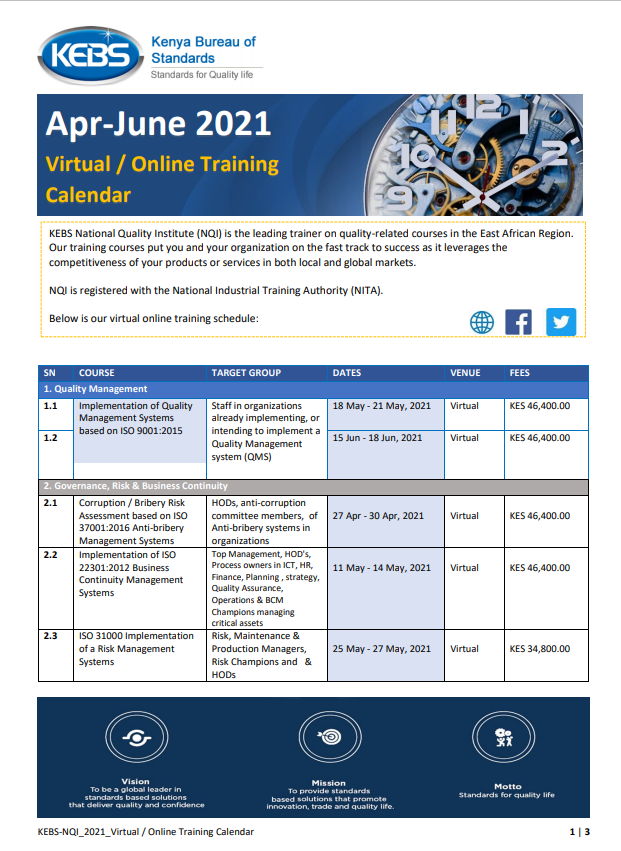 KEBS
Kenya Bureau of
Standards
Standards for Quality life
Apr-June 2021
Virtual / Online Training
Calendar
9 10 11 12 1 2
KEBS National Quality Institute (NQI) is the leading trainer on quality-related courses in the East African Region.
Our training courses put you and your organization on the fast track to success as it leverages the
competitiveness of your products or services in both local and global markets.
NQI is registered with the National Industrial Training Authority (NITA).
Below is our virtual online training schedule:
SN COURSE TARGET GROUP DATES VENUE FEES
1. Quality Management
1.1 Implementation of Quality Management Systems based on ISO 9001:2015 Staff in organizations already implementing, or intending to implement a Quality Management system (QMS) 18 May - 21 May, 2021 Virtual KES 46,400.00
1.2 15 Jun - 18 Jun, 2021 Virtual KES 46,400.00
2. Governance, Risk & Business Continuity
2.1 Corruption / Bribery Risk Assessment based on ISO 37001:2016 Anti-bribery Management Systems HODs, anti-corruption committee members, of Anti-bribery systems in organizations 27 Apr - 30 Apr, 2021 Virtual KES 46,400.00
2.2 Implementation of ISO 22301:2012 Business Continuity Management Systems Top Management, HOD's, Process owners in ICT, HR, Finance, Planning , strategy, Quality Assurance, Operations & BCM Champions managing critical assets 11 May - 14 May, 2021 Virtual KES 46,400.00
2.3 ISO 31000 Implementation of a Risk Management Systems Risk, Maintenance & Production Managers, Risk Champions and & HODs 25 May - 27 May, 2021 Virtual KES 34,800.00
Vision
To be a global leader in
standards based solutions
that deliver quality and confidence
Mission
To provide standards
based solutions that promote
innovation, trade and quality life.
Motto
Standards for quality life
KEBS-NQI_2021_Virtual / Online Training Calendar 1 | 3